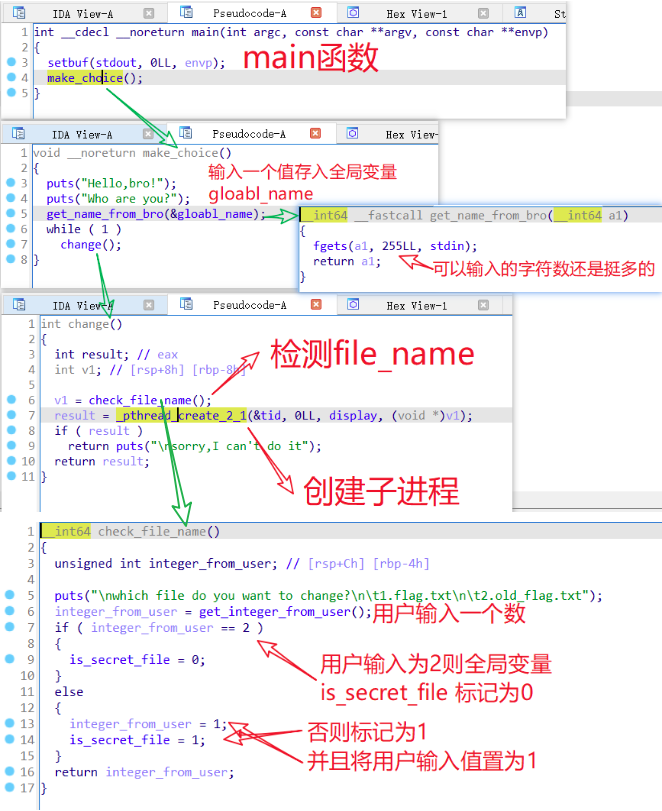 IDA View-A Pseudocode-A Hex View-1 St
1 int __cdecl __noreturn main(int argc, const char **argv, const char **envp)
2 {
3 setbuf(stdout, 0LL, envp);
4 make_choice();
5 }
main函数
IDA View-A Pseudocode-A Hex View-
1 void __noreturn make_choice()
2 {
3 puts("Hello,bro!");
4 puts("Who are you?");
5 get_name_from_bro(&gloabl_name);
6 while ( 1 )
7 change();
8 }
输入一个值存入全局变量
gloabl_name
__int64 __fastcall get_name_from_bro(__int64 a1)
{
fgets(a1, 255LL, stdin);
return a1;
}
可以输入的字符数还是挺多的
IDA View-A Pseudocode-A Hex View-1
1 int change()
2 {
3 int result; // eax
4 int v1; // [rsp+8h] [rbp-8h]
5
6 v1 = check_file_name();
7 result = _pthread_create_2_1(&tid, 0LL, display, (void *)v1);
8 if ( result )
9 return puts("\nsorry,I can't do it");
10 return result;
11 }
检测file_name
创建子进程
1 __int64 check_file_name()
2 {
3 unsigned int integer_from_user; // [rsp+Ch] [rbp-4h]
4
5 puts("\nwhich file do you want to change?\n\t1.flag.txt\n\t2.old_flag.txt");
6 integer_from_user = get_integer_from_user();
7 if ( integer_from_user == 2 )
8 {
9 is_secret_file = 0;
10 }
11 else
12 {
13 integer_from_user = 1;
14 is_secret_file = 1;
15 }
16 return integer_from_user;
17 }
用户输入一个数
用户输入为2则全局变量
is_secret_file 标记为0
否则标记为1
并且将用户输入值置为1